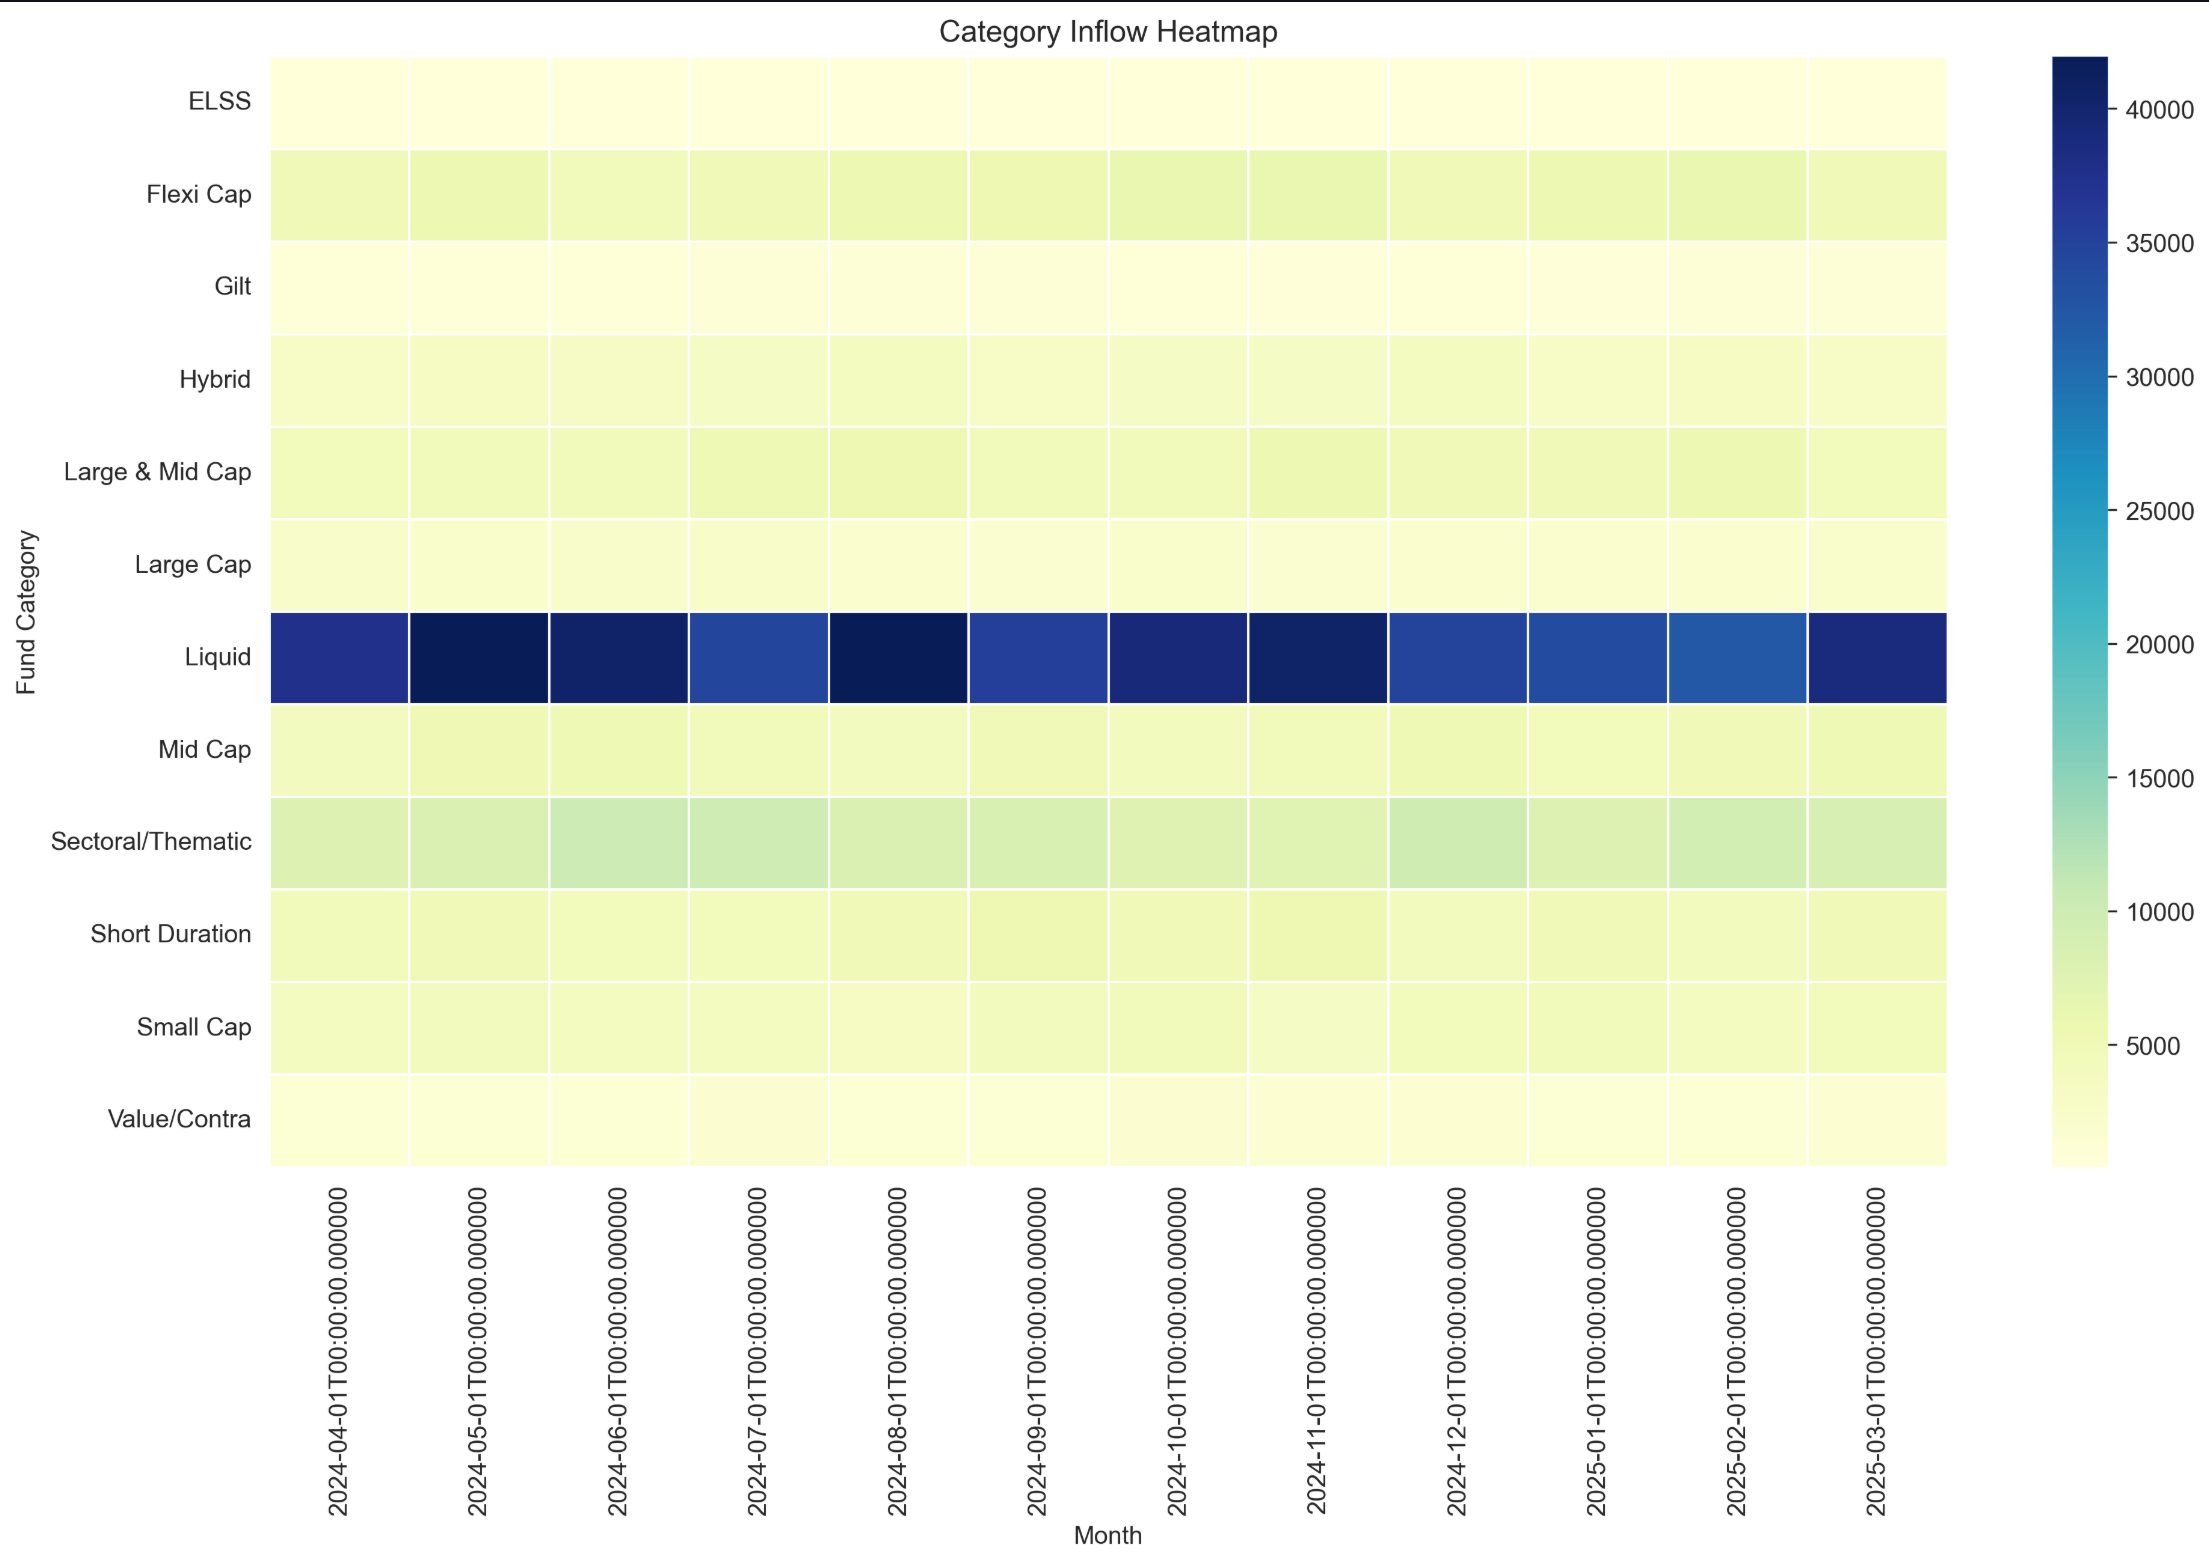 Category Inflow Heatmap
Fund Category
ELSS
Flexi Cap
Gilt
Hybrid
Large & Mid Cap
Large Cap
Liquid
Mid Cap
Sectoral/Thematic
Short Duration
Small Cap
Value/Contra
40000
35000
30000
25000
20000
15000
10000
5000
2024-04-01T00:00:00.000000
2024-05-01T00:00:00.000000
2024-06-01T00:00:00.000000
2024-07-01T00:00:00.000000
2024-08-01T00:00:00.000000
2024-09-01T00:00:00.000000
2024-10-01T00:00:00.000000
2024-11-01T00:00:00.000000
2024-12-01T00:00:00.000000
2025-01-01T00:00:00.000000
2025-02-01T00:00:00.000000
2025-03-01T00:00:00.000000
Month